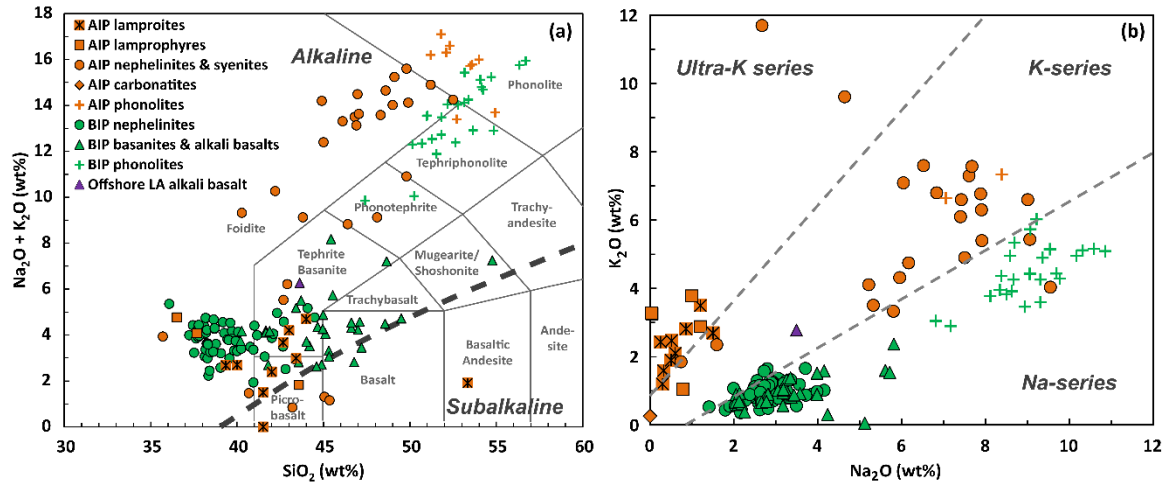 (a)
Alkaline
AIP lamproites
AIP lamprophyres
AIP nephelinites & syenites
AIP carbonatites
AIP phonolites
BIP nephelinites
BIP basanites & alkali basalts
BIP phonolites
Offshore LA alkali basalt
Phonolite
Tephriphonolite
Phonotephrite
Foidite
Trachy-
andesite
Tephrite
Basanite
Mugearite/
Shoshonite
Trachybasalt
Basaltic
Andesite
Ande-
site
Basalt
Picro-
basalt
Subalkaline
Na2O + K2O (wt%)
18
16
14
12
10
8
6
4
2
0
30 35 40 45 50 55 60
SiO2 (wt%)
(b)
Ultra-K series
K-series
Na-series
K2O (wt%)
12
10
8
6
4
2
0
0 2 4 6 8 10 12
Na2O (wt%)